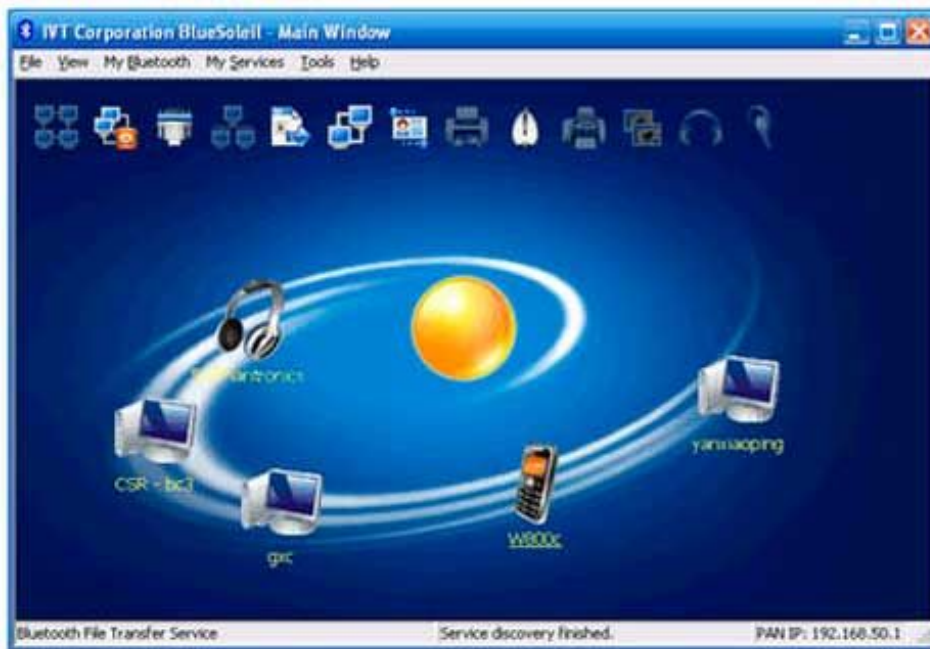 IVT Corporation BlueSoleil - Main Window
File View My Bluetooth My Services Tools Help
antronics
yanxiaoping
CSR - bc3
gxc
W800c
Bluetooth File Transfer Service Service discovery finished. PAN IP: 192.168.50.1